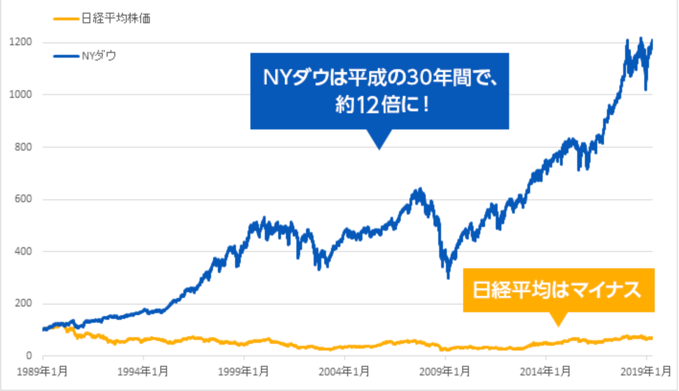 日経平均株価
NYダウ
1200
1000
800
600
400
200
0
NYダウは平成の30年間で、
約12倍に！
日経平均はマイナス
1989年1月
1994年1月
1999年1月
2004年1月
2009年1月
2014年1月
2019年1月